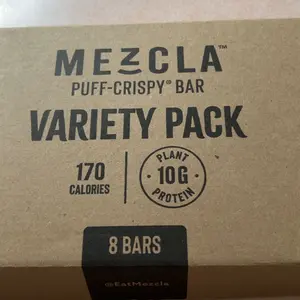 MEZCLA™
PUFF-CRISPY® BAR
VARIETY PACK
170
CALORIES
PLANT
10G
PROTEIN
8 BARS
@EatMezcla